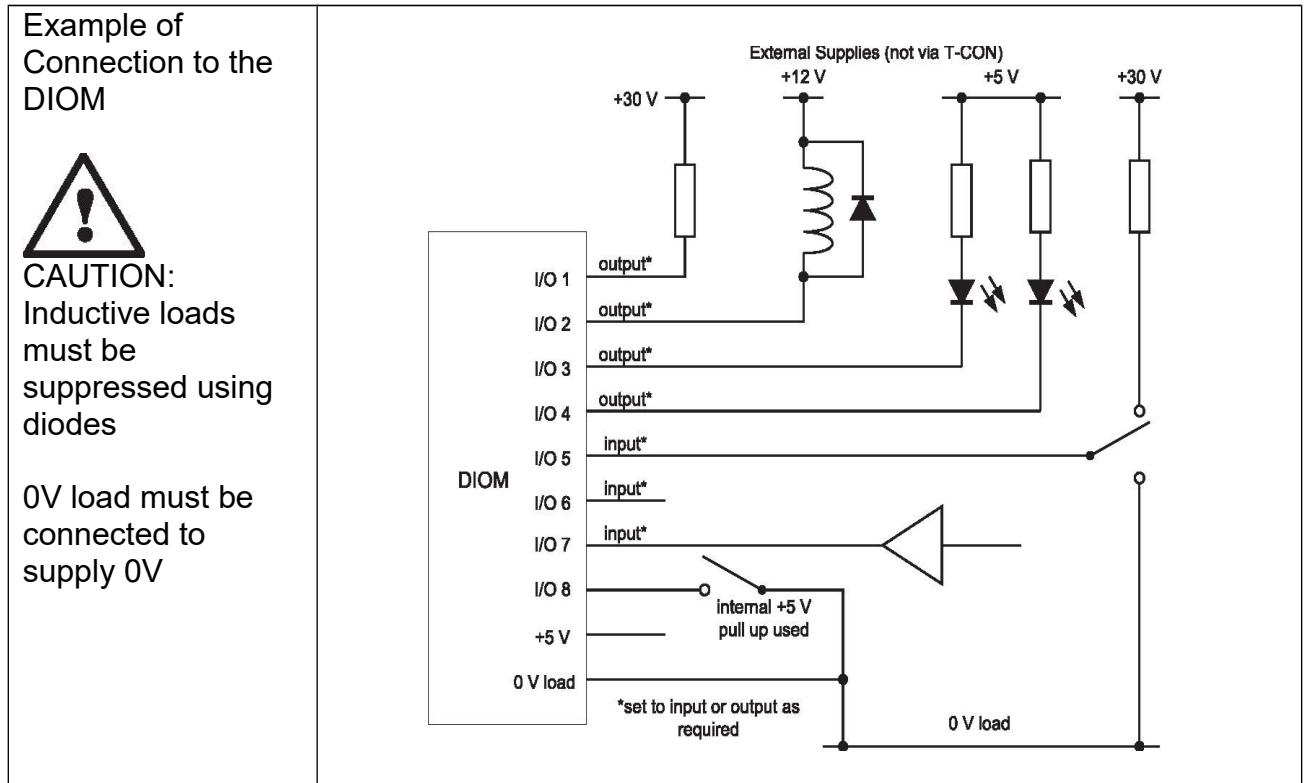 Example of
Connection to the
DIOM
CAUTION:
Inductive loads
must be
suppressed using
diodes
0V load must be
connected to
supply 0V
External Supplies (not via T-CON)
+30 V
+12 V
+5 V
+30 V
I/O 1
output*
I/O 2
output*
I/O 3
output*
I/O 4
output*
I/O 5
input*
DIOM
I/O 6
input*
I/O 7
input*
I/O 8
internal +5 V
pull up used
+5 V
0 V load
*set to input or output as
required
0 V load